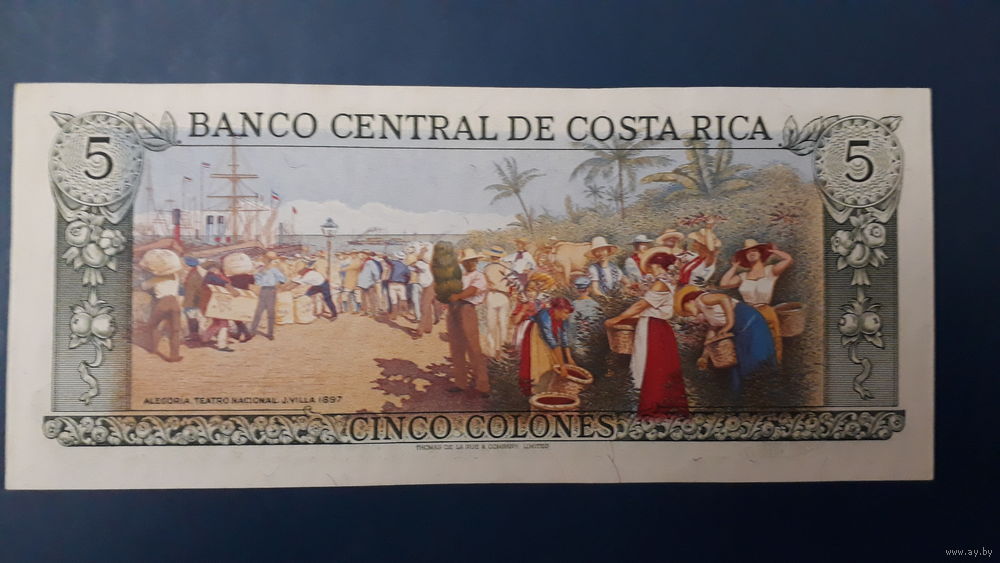 BANCO CENTRAL DE COSTA RICA
5
5
ALEGORIA TEATRO NACIONAL J.VILLA 1897
CINCO COLONES
THOMAS DE LA RUE & COMPANY, LIMITED
www.ay.by